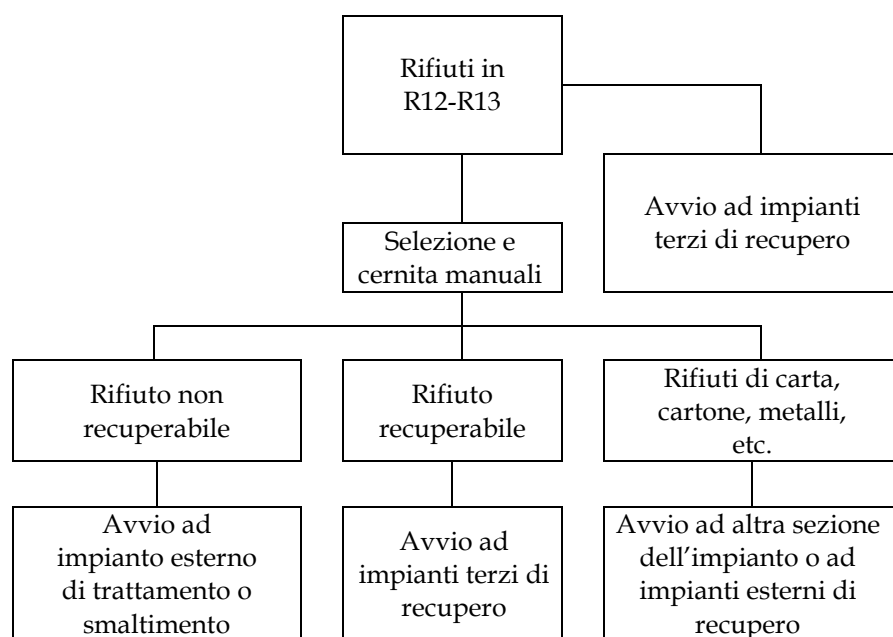 Rifiuti in
R12-R13
Avvio ad impianti
terzi di recupero
Selezione e
cernita manuali
Rifiuto non
recuperabile
Rifiuto
recuperabile
Rifiuti di carta,
cartone, metalli,
etc.
Avvio ad
impianto esterno
di trattamento o
smaltimento
Avvio ad
impianti terzi di
recupero
Avvio ad altra sezione
dell’impianto o ad
impianti esterni di
recupero